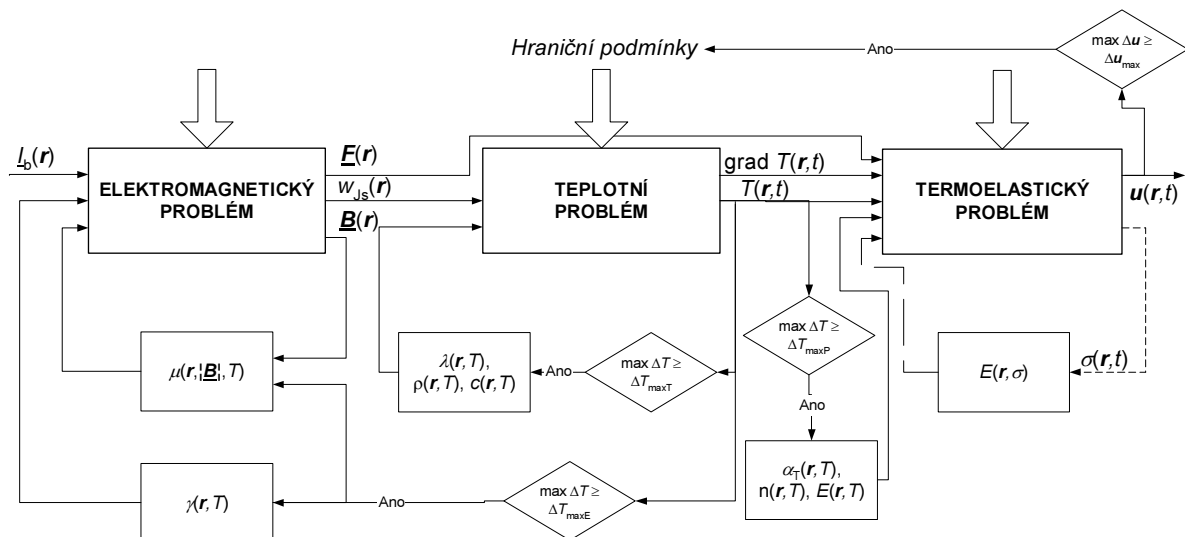 max Δu ≥
Δu_max
Hraniční podmínky
Ano
I_b(r)
ELEKTROMAGNETICKÝ
PROBLÉM
F(r)
w_Js(r)
B(r)
TEPLOTNÍ
PROBLÉM
grad T(r,t)
T(r,t)
TERMOELASTICKÝ
PROBLÉM
u(r,t)
μ(r,¦B¦,T)
λ(r,T),
ρ(r,T), c(r,T)
Ano
max ΔT ≥
ΔT_maxT
max ΔT ≥
ΔT_maxP
Ano
E(r,σ)
σ(r,t)
γ(r,T)
Ano
max ΔT ≥
ΔT_maxE
α_T(r,T),
n(r,T), E(r,T)